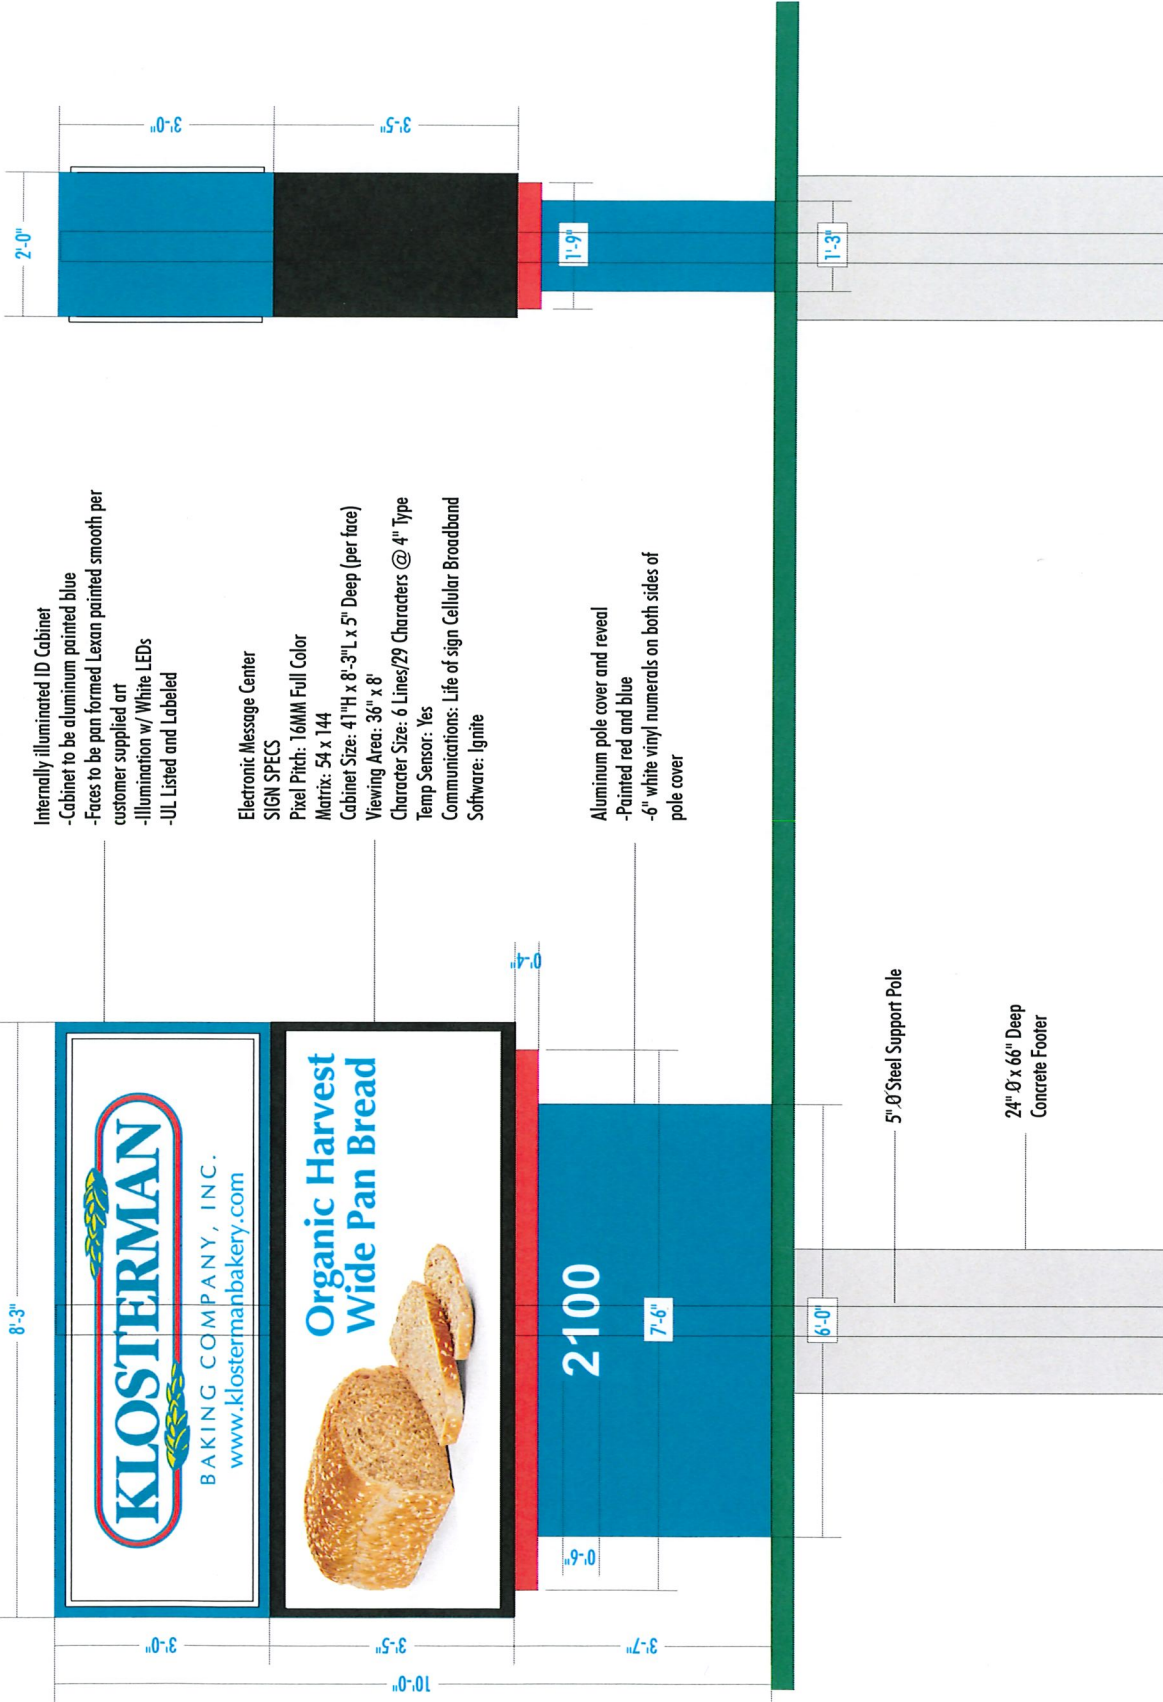 8'-3"
KLOSTERMAN
BAKING COMPANY, INC.
www.klostermanbakery.com
Organic Harvest
Wide Pan Bread
2100
3'-0"
3'-5"
3'-7"
10'-0"
0'-6"
0'-4"
7'-6"
6'-0"
Internally illuminated ID Cabinet
-Cabinet to be aluminum painted blue
-Faces to be pan formed Lexan painted smooth per
customer supplied art
-Illumination w/ White LEDs
-UL Listed and Labeled
Electronic Message Center
SIGN SPECS
Pixel Pitch: 16MM Full Color
Matrix: 54 x 144
Cabinet Size: 41"H x 8'-3"L x 5" Deep (per face)
Viewing Area: 36" x 8'
Character Size: 6 Lines/29 Characters @ 4" Type
Temp Sensor: Yes
Communications: Life of sign Cellular Broadband
Software: Ignite
Aluminum pole cover and reveal
-Painted red and blue
-6" white vinyl numerals on both sides of
pole cover
5".Ø Steel Support Pole
24".Ø x 66" Deep
Concrete Footer
2'-0"
3'-0"
3'-5"
1'-9"
1'-3"